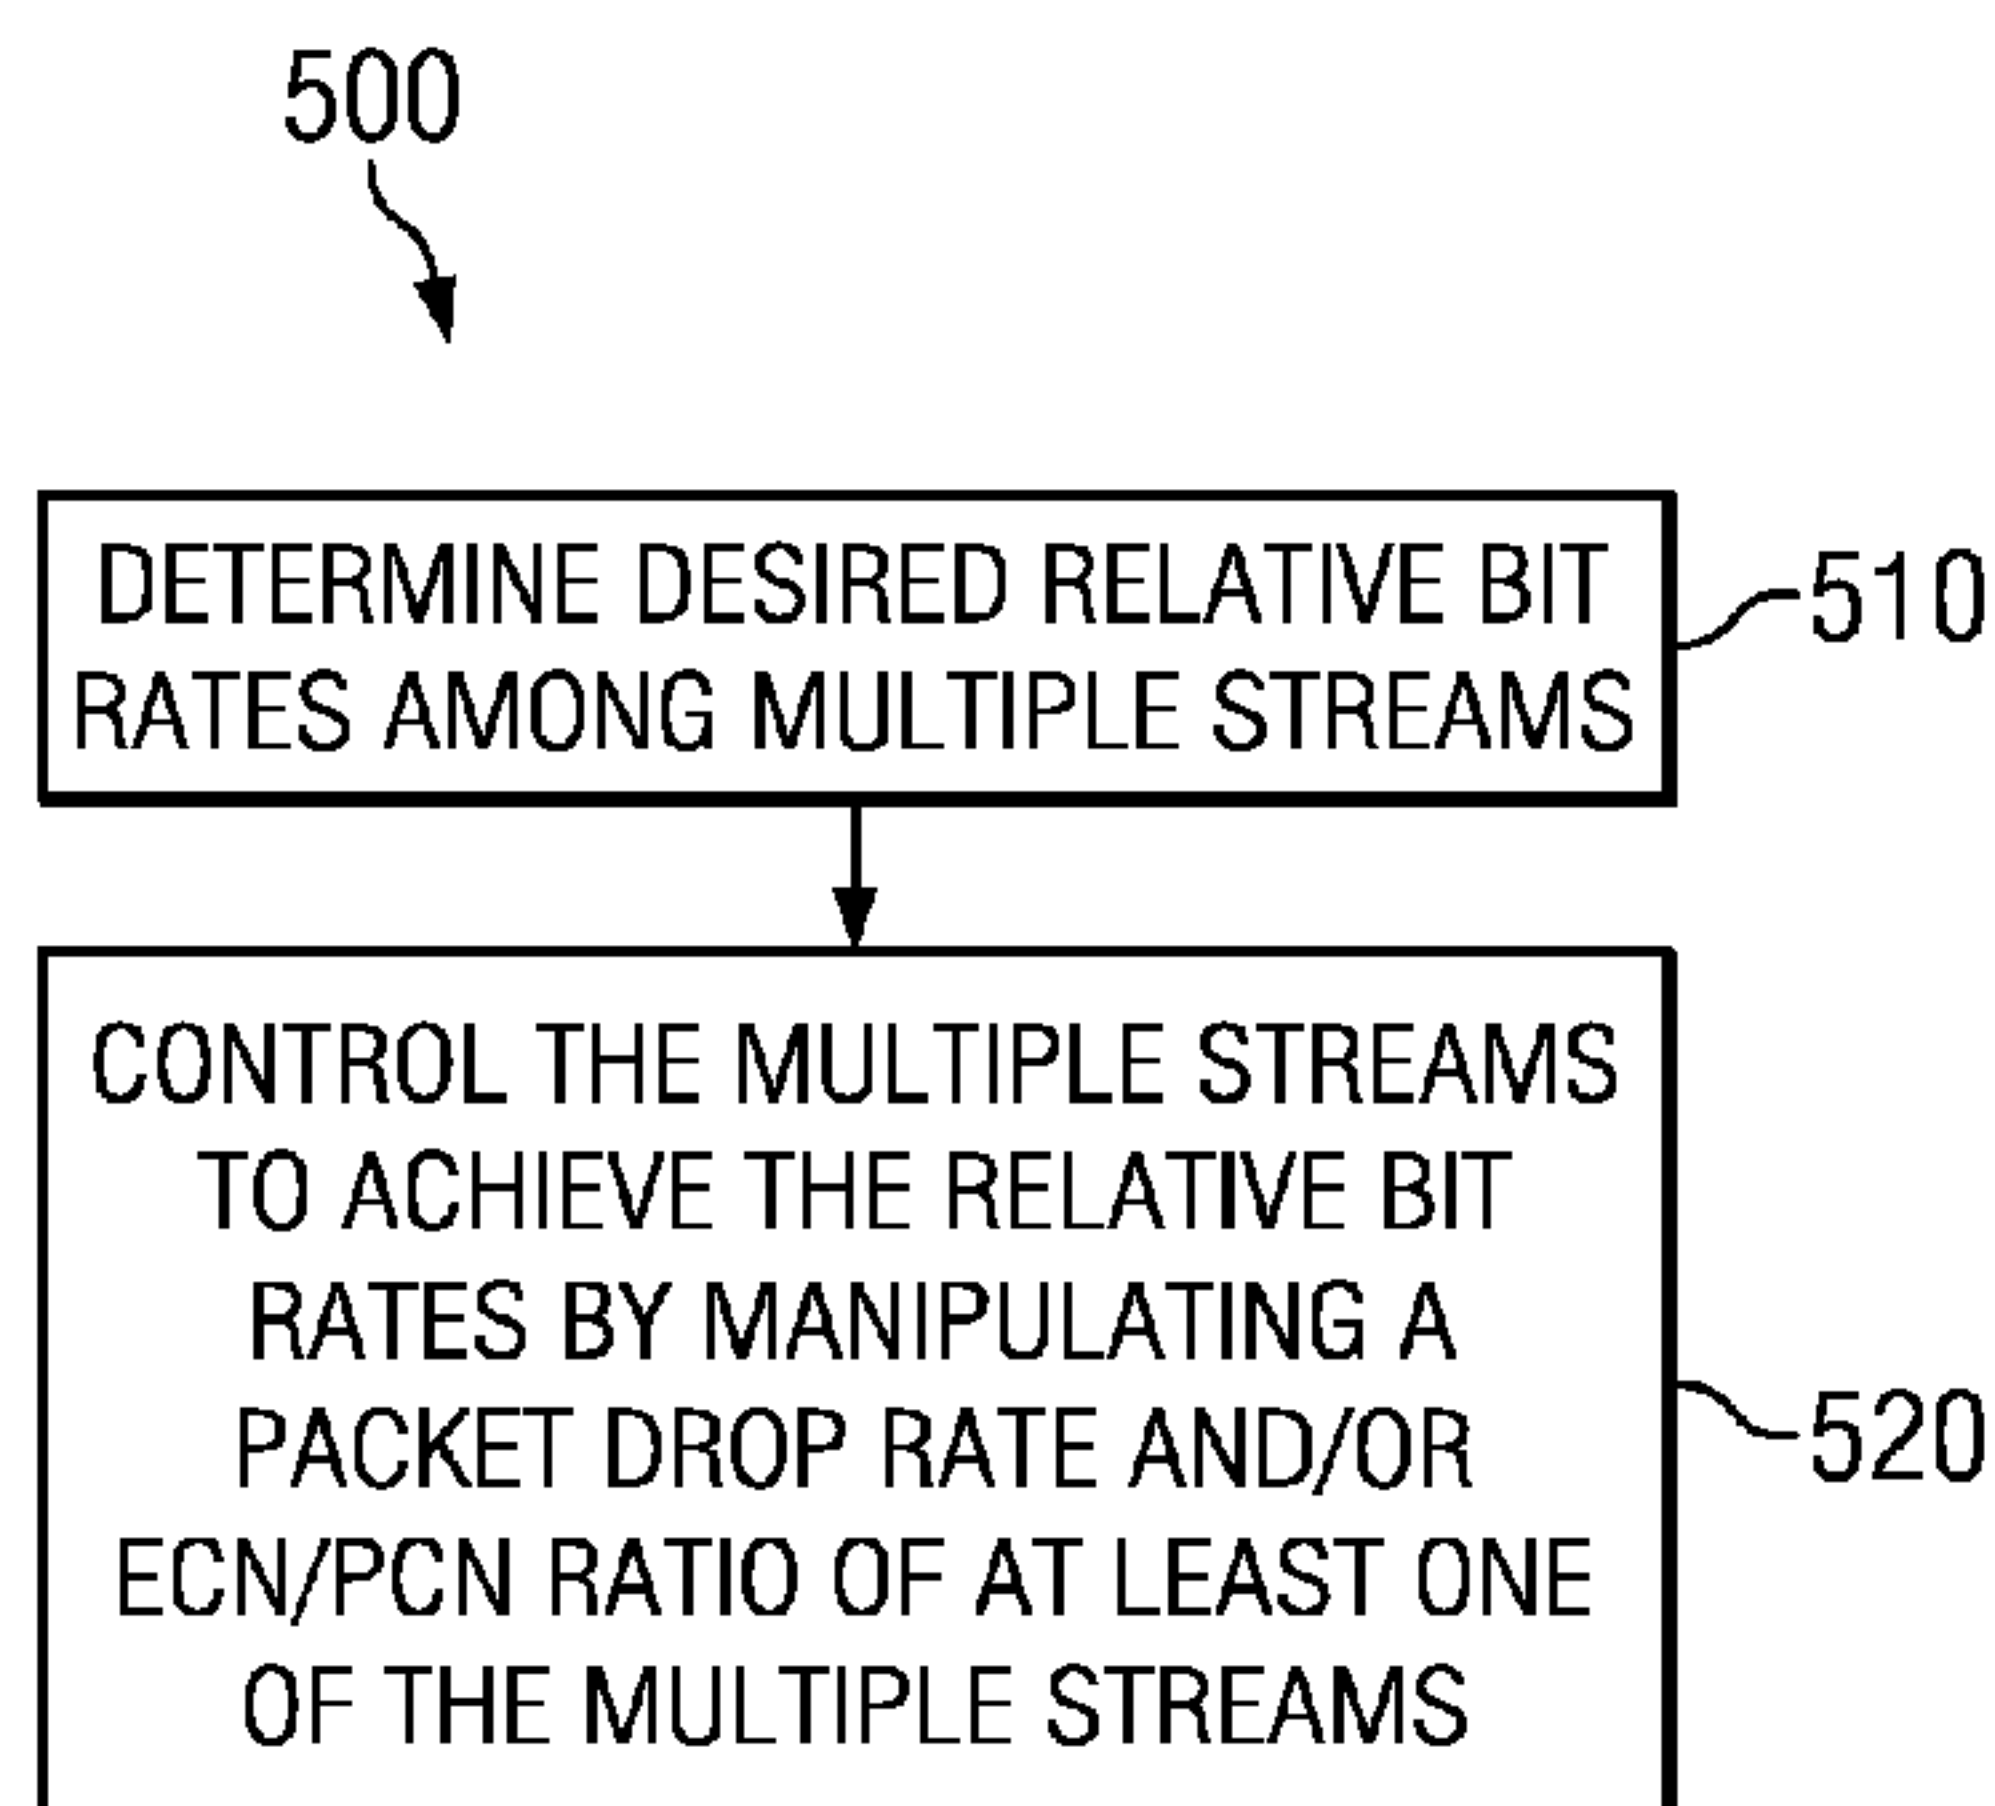 500
DETERMINE DESIRED RELATIVE BIT
RATES AMONG MULTIPLE STREAMS
510
CONTROL THE MULTIPLE STREAMS
TO ACHIEVE THE RELATIVE BIT
RATES BY MANIPULATING A
PACKET DROP RATE AND/OR
ECN/PCN RATIO OF AT LEAST ONE
OF THE MULTIPLE STREAMS
520